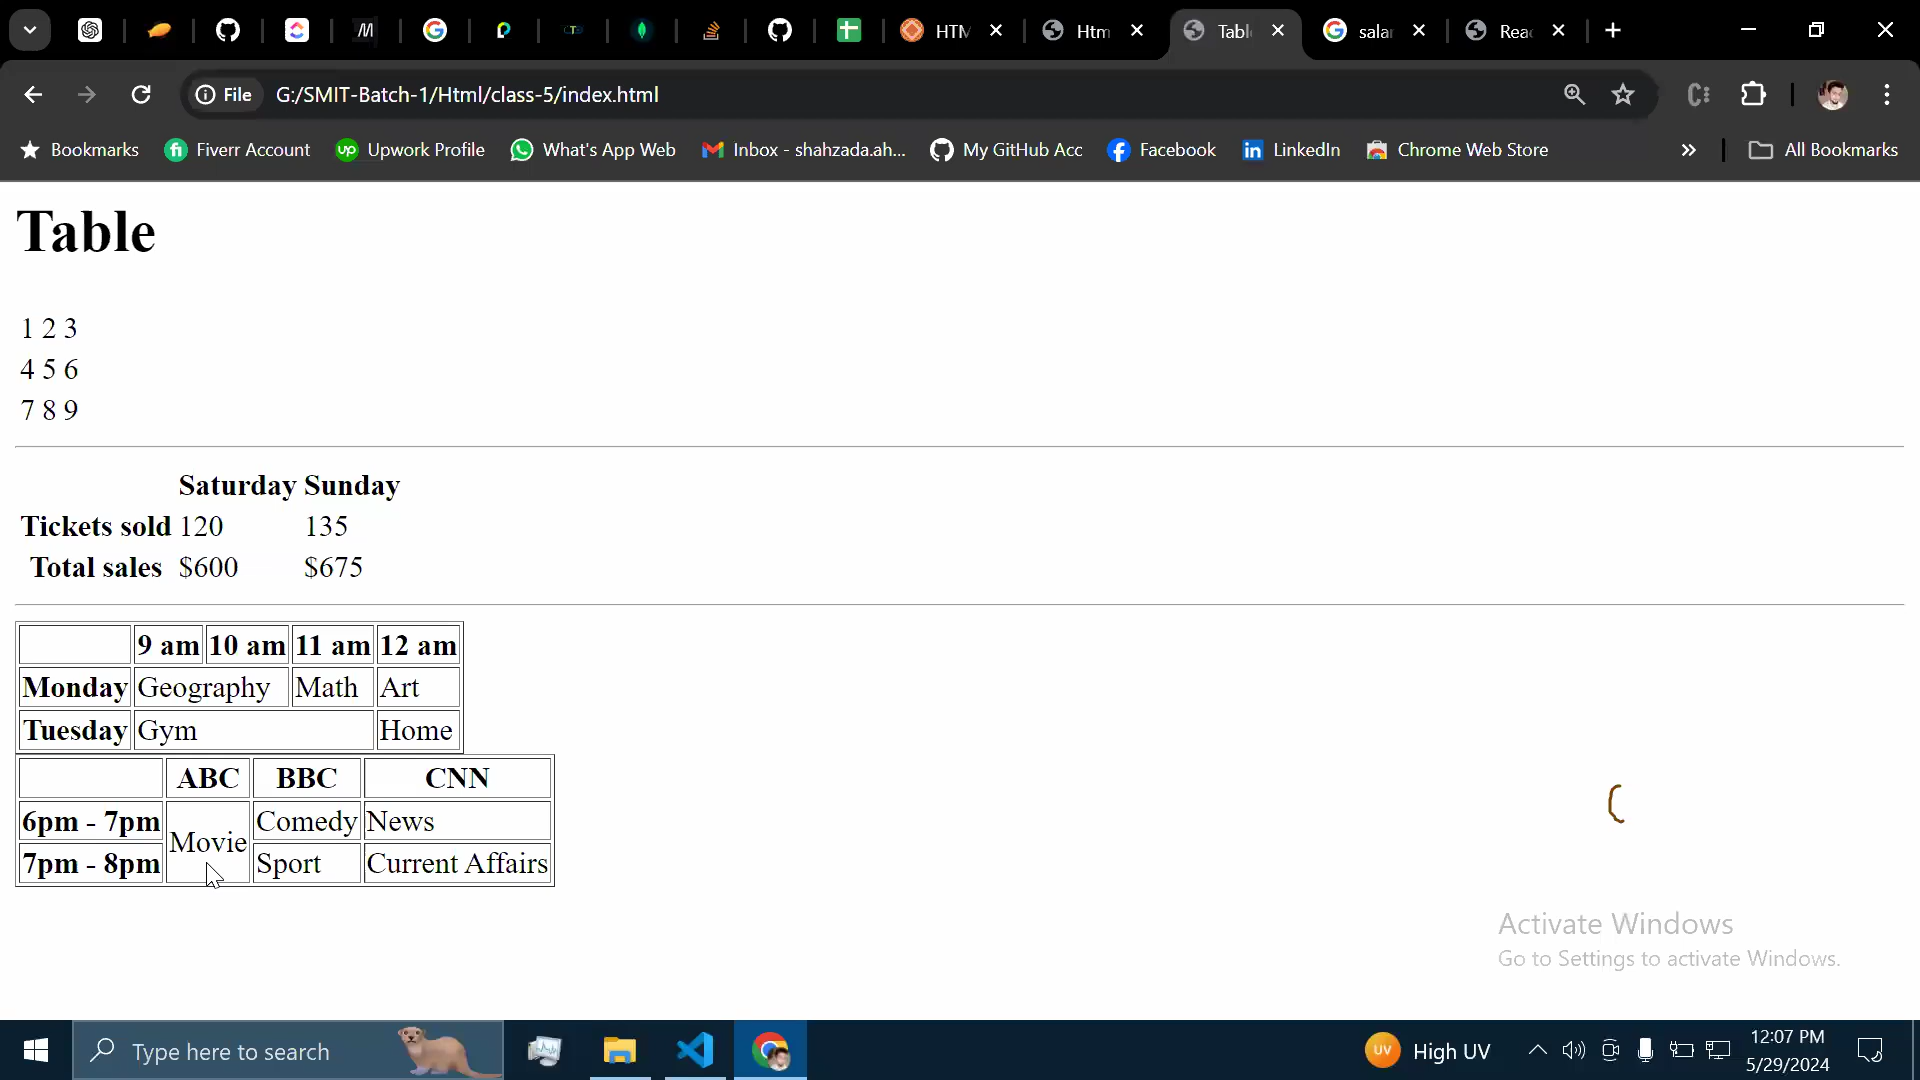 HTM
Htm
Tabl
salar
Reac
File
G:/SMIT-Batch-1/Html/class-5/index.html
Bookmarks
Fiverr Account
up
Upwork Profile
What's App Web
Inbox - shahzada.ah...
My GitHub Acc
Facebook
in
LinkedIn
Chrome Web Store
»
All Bookmarks
Table
1 2 3
4 5 6
7 8 9
Saturday Sunday
Tickets sold 120 135
Total sales $600 $675
9 am 10 am 11 am 12 am
Monday Geography Math Art
Tuesday Gym Home
ABC BBC CNN
6pm - 7pm Movie Comedy News
7pm - 8pm Sport Current Affairs
Activate Windows
Go to Settings to activate Windows.
Type here to search
UV
High UV
12:07 PM
5/29/2024